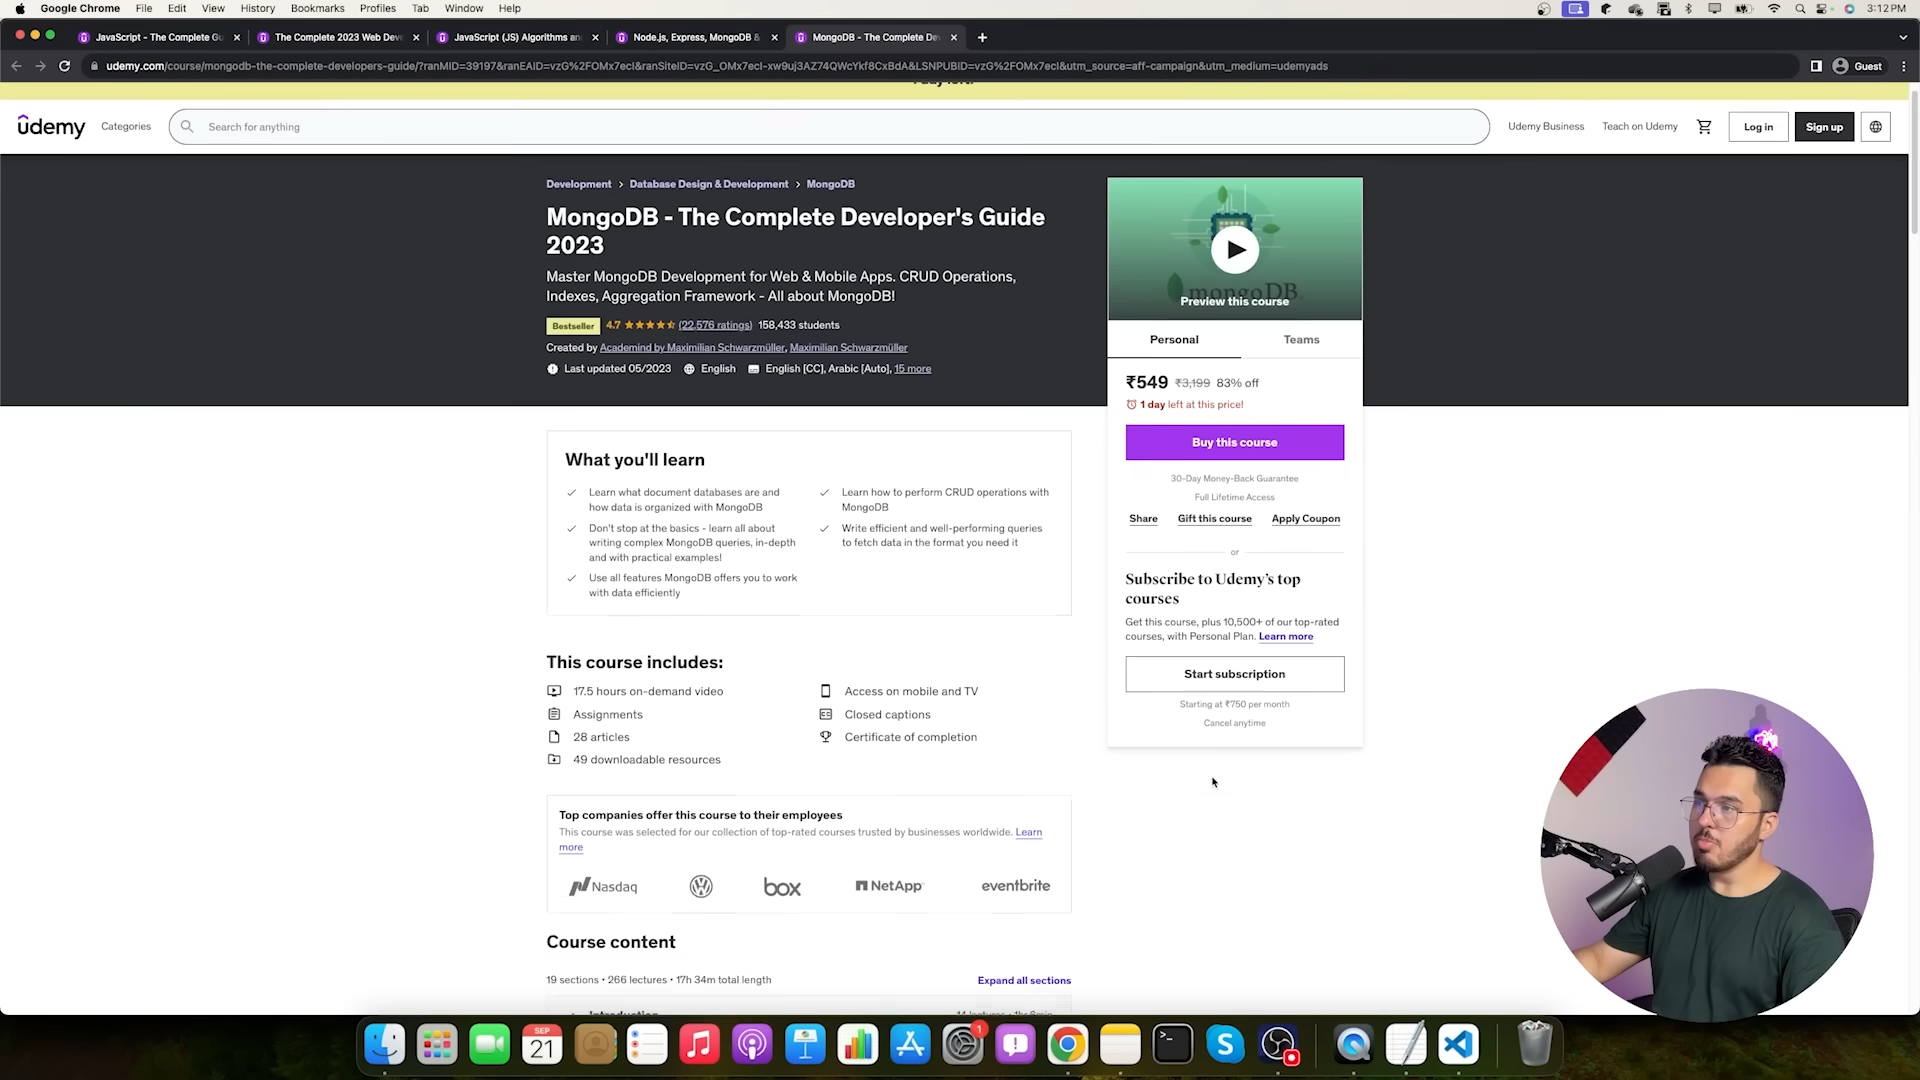 Google Chrome File Edit View History Bookmarks Profiles Tab Window Help 3:12 PM
JavaScript - The Complete Gu
The Complete 2023 Web Deve
JavaScript (JS) Algorithms an
Node.js, Express, MongoDB &
MongoDB - The Complete De
udemy.com/course/mongodb-the-complete-developers-guide/?ranMID=39197&ranEAID=vzG%2FOMx7ecI&ranSiteID=vzG_OMx7ecI-xw9uj3AZ74QWcYkf8CxBdA&LSNPUBID=vzG%2FOMx7ecI&utm_source=aff-campaign&utm_medium=udemyads
Guest
udemy Categories Search for anything Udemy Business Teach on Udemy Log in Sign up
Development > Database Design & Development > MongoDB
MongoDB - The Complete Developer's Guide
2023
Master MongoDB Development for Web & Mobile Apps. CRUD Operations,
Indexes, Aggregation Framework - All about MongoDB!
Bestseller 4.7 (22,576 ratings) 158,433 students
Created by Academind by Maximilian Schwarzmüller, Maximilian Schwarzmüller
Last updated 05/2023 English English [CC], Arabic [Auto], 15 more
mongoDB
Preview this course
Personal Teams
₹549 ₹3,199 83% off
1 day left at this price!
Buy this course
30-Day Money-Back Guarantee
Full Lifetime Access
Share Gift this course Apply Coupon
or
Subscribe to Udemy's top
courses
Get this course, plus 10,500+ of our top-rated
courses, with Personal Plan. Learn more
Start subscription
Starting at ₹750 per month
Cancel anytime
What you'll learn
Learn what document databases are and
how data is organized with MongoDB
Don't stop at the basics - learn all about
writing complex MongoDB queries, in-depth
and with practical examples!
Use all features MongoDB offers you to work
with data efficiently
Learn how to perform CRUD operations with
MongoDB
Write efficient and well-performing queries
to fetch data in the format you need it
This course includes:
17.5 hours on-demand video
Assignments
28 articles
49 downloadable resources
Access on mobile and TV
Closed captions
Certificate of completion
Top companies offer this course to their employees
This course was selected for our collection of top-rated courses trusted by businesses worldwide. Learn
more
Nasdaq box NetApp eventbrite
Course content
19 sections • 266 lectures • 17h 34m total length
Expand all sections
SEP
21
1